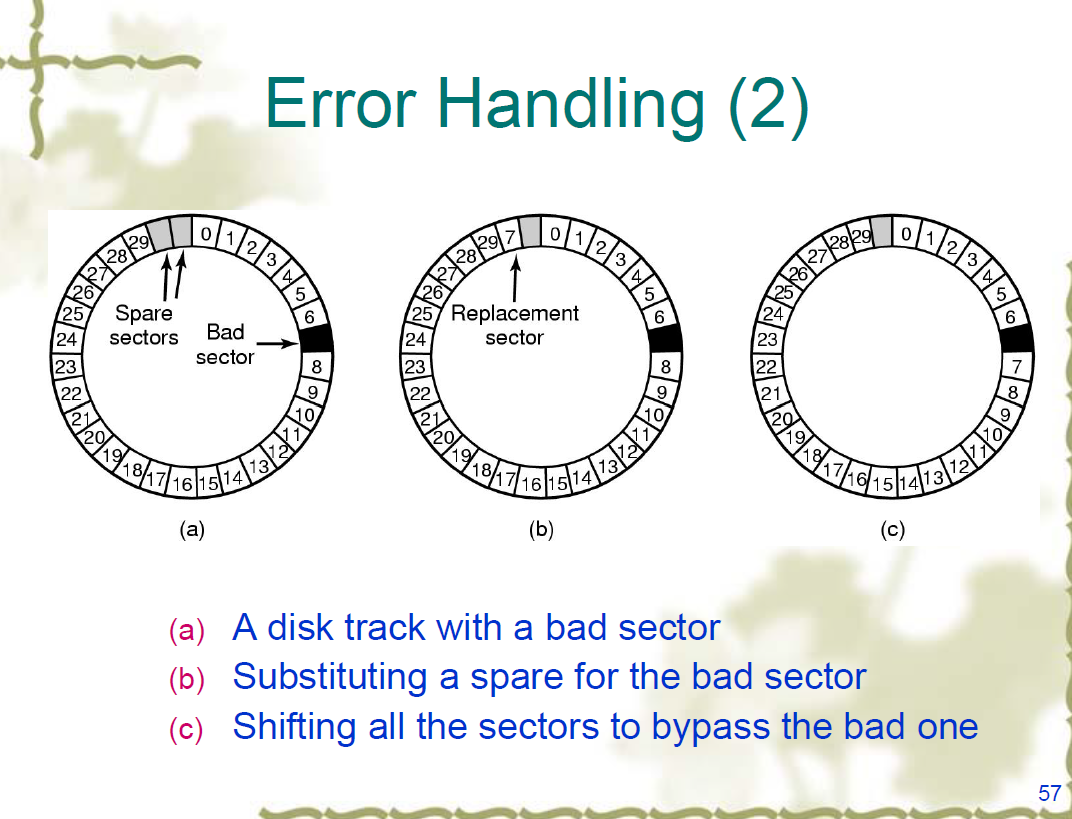 Error Handling (2)
0 1 2 3 4 5 6 8 9 10 11 12 13 14 15 16 17 18 19 20 21 22 23 24 25 26 27 28 29
Spare
sectors
Bad
sector
(a)
0 1 2 3 4 5 6 8 9 10 11 12 13 14 15 16 17 18 19 20 21 22 23 24 25 26 27 28 29 7
Replacement
sector
(b)
0 1 2 3 4 5 6 7 8 9 10 11 12 13 14 15 16 17 18 19 20 21 22 23 24 25 26 27 28 29
(c)
(a) A disk track with a bad sector
(b) Substituting a spare for the bad sector
(c) Shifting all the sectors to bypass the bad one
57